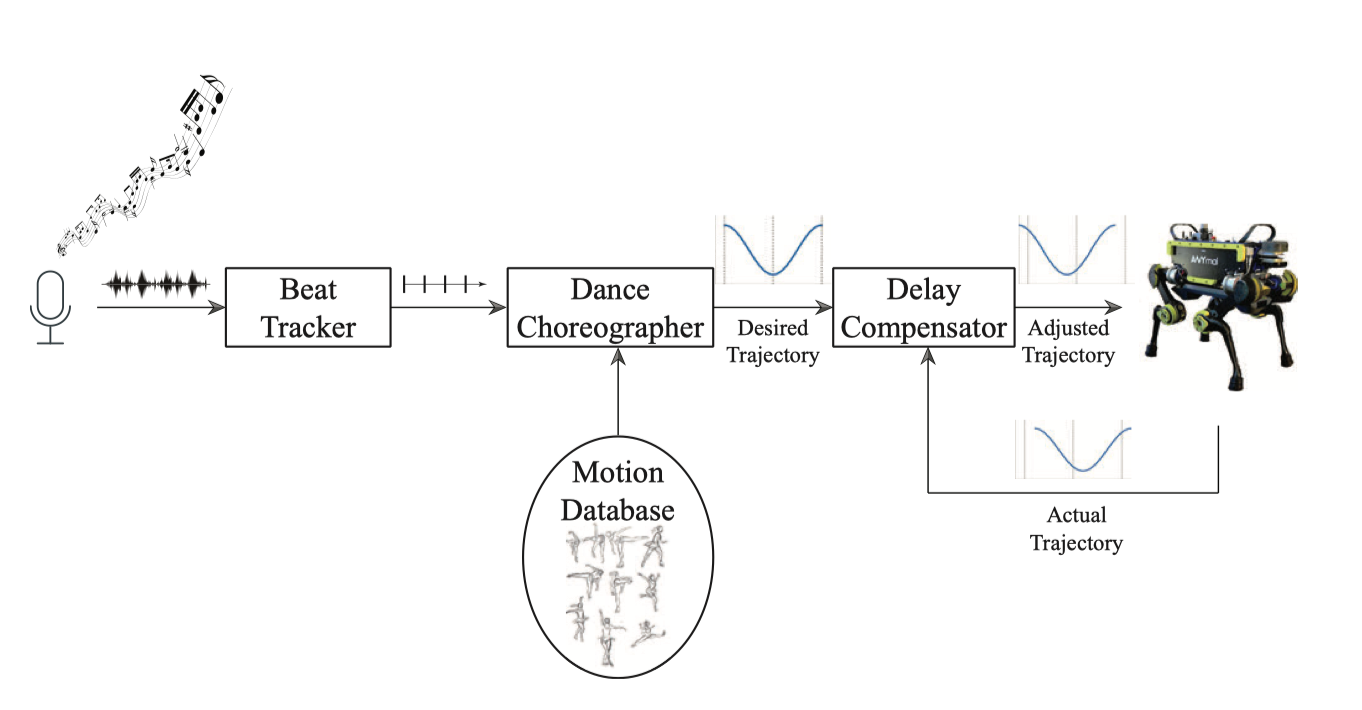 Beat
Tracker
Dance
Choreographer
Desired
Trajectory
Delay
Compensator
Adjusted
Trajectory
ANYmal
Actual
Trajectory
Motion
Database